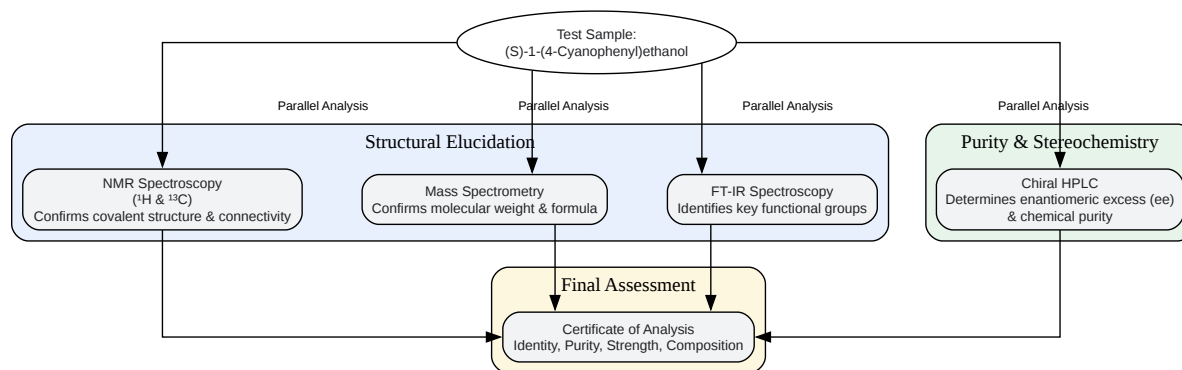 Test Sample:
(S)-1-(4-Cyanophenyl)ethanol
Parallel Analysis
Parallel Analysis
Parallel Analysis
Parallel Analysis
Structural Elucidation
Purity & Stereochemistry
NMR Spectroscopy
(¹H & ¹³C)
Confirms covalent structure & connectivity
Mass Spectrometry
Confirms molecular weight & formula
FT-IR Spectroscopy
Identifies key functional groups
Chiral HPLC
Determines enantiomeric excess (ee)
& chemical purity
Final Assessment
Certificate of Analysis
Identity, Purity, Strength, Composition